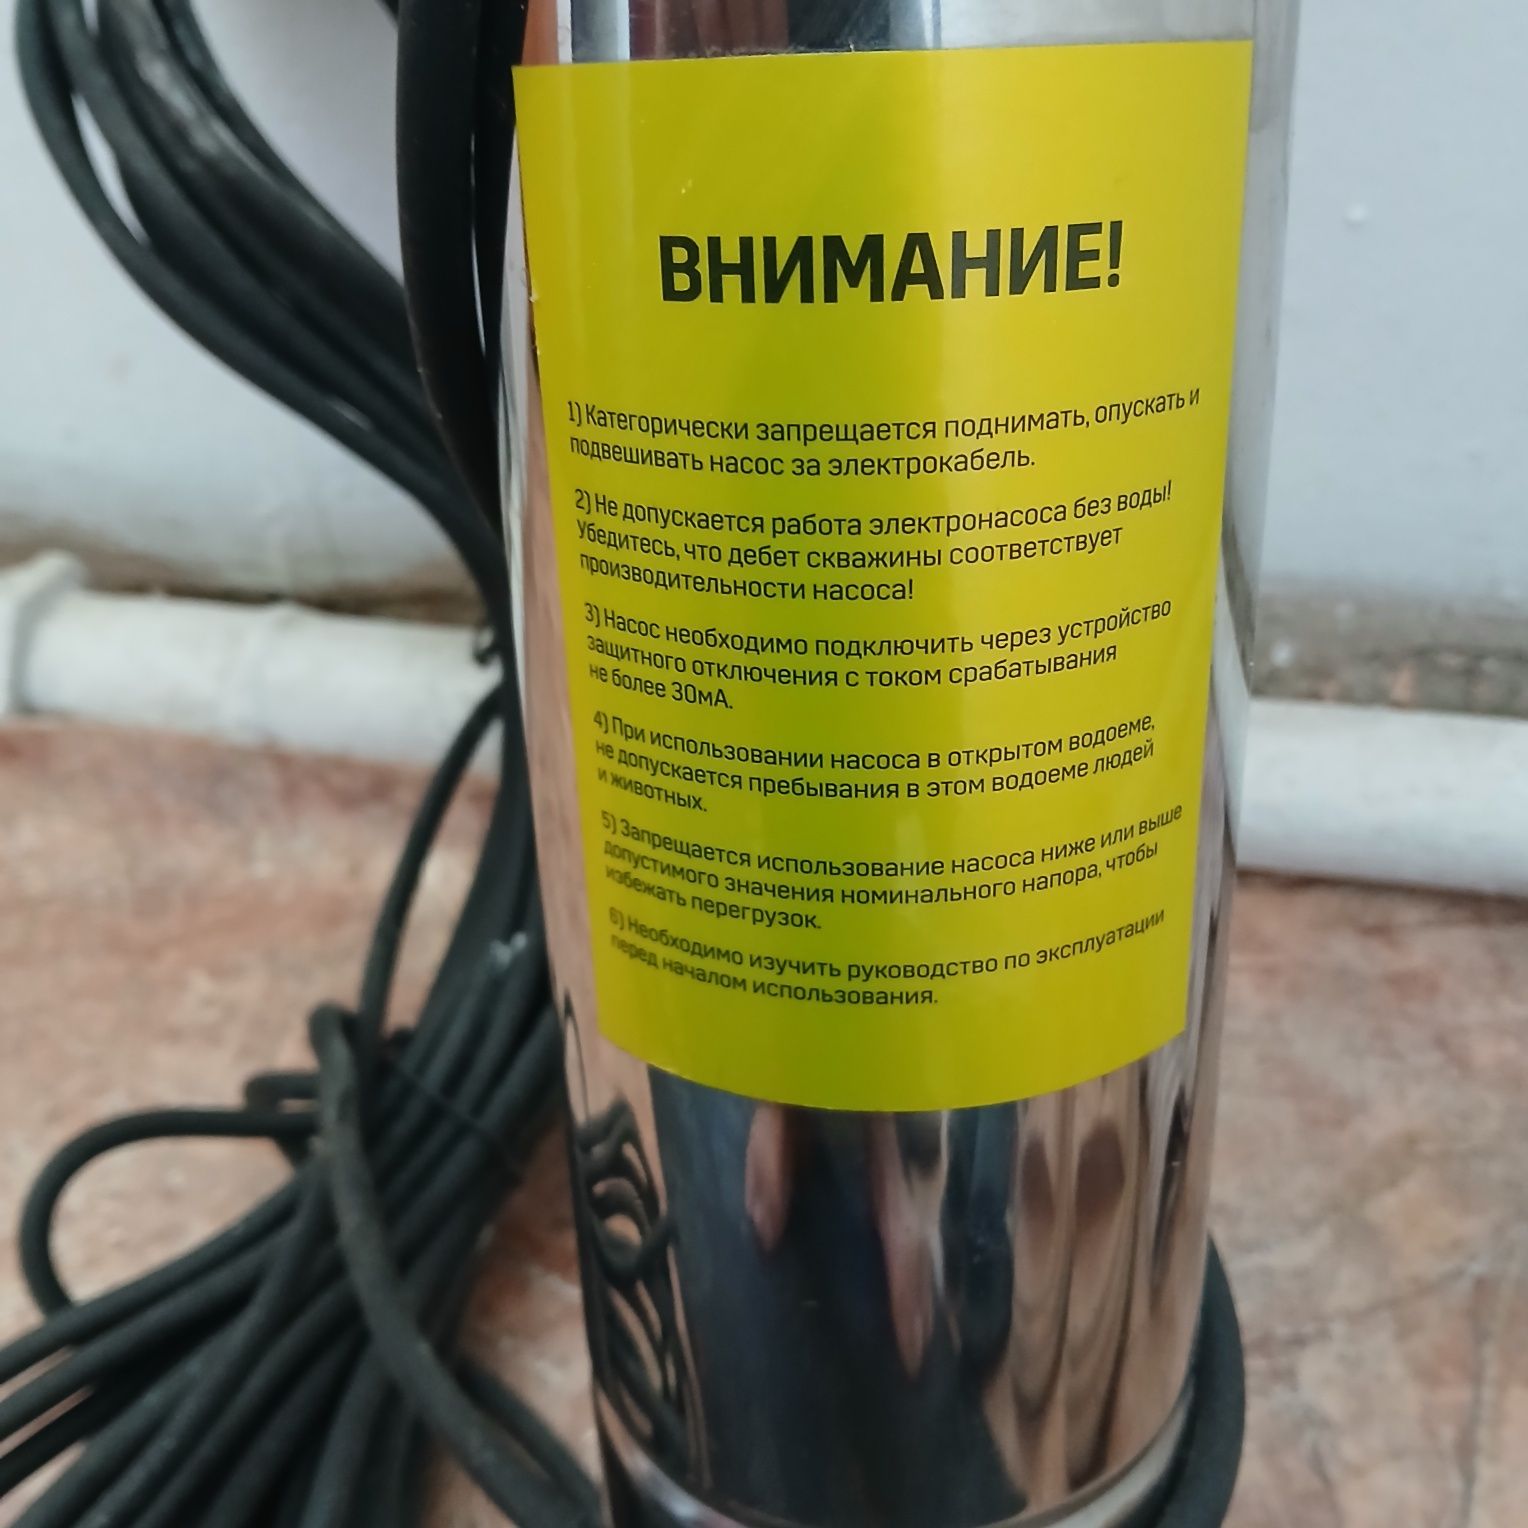 ВНИМАНИЕ!
1) Категорически запрещается поднимать, опускать и
подвешивать насос за электрокабель.
2) Не допускается работа электронасоса без воды!
Убедитесь, что дебет скважины соответствует
производительности насоса!
3) Насос необходимо подключить через устройство
защитного отключения с током срабатывания
не более 30мА.
4) При использовании насоса в открытом водоеме,
не допускается пребывания в этом водоеме людей
и животных.
5) Запрещается использование насоса ниже или выше
допустимого значения номинального напора, чтобы
избежать перегрузок.
6) Необходимо изучить руководство по эксплуатации
перед началом использования.